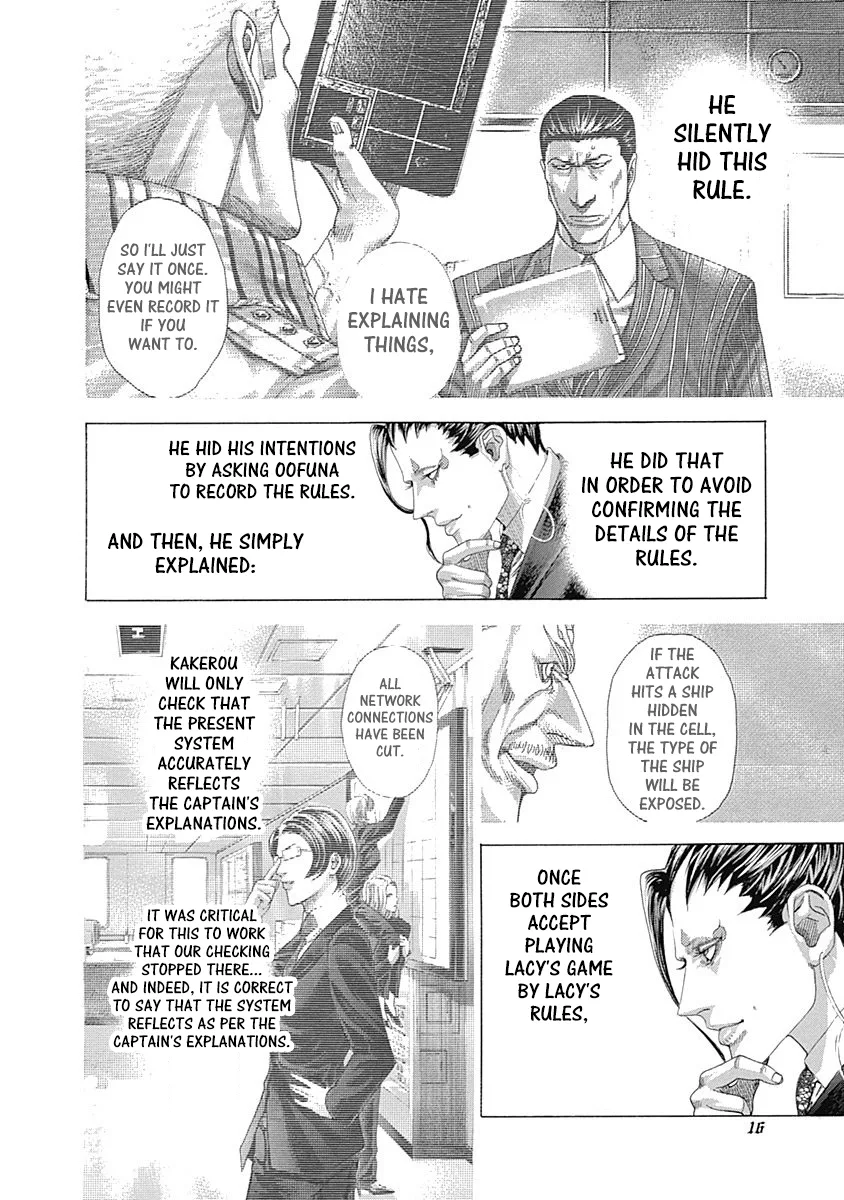 HE
SILENTLY
HID THIS
RULE.
I HATE
EXPLAINING
THINGS,
SO I'LL JUST
SAY IT ONCE.
YOU MIGHT
EVEN RECORD IT
IF YOU
WANT TO.
HE DID THAT
IN ORDER TO AVOID
CONFIRMING THE
DETAILS OF THE
RULES.
HE HID HIS INTENTIONS
BY ASKING OOFUNA
TO RECORD THE RULES.
AND THEN, HE SIMPLY
EXPLAINED:
IF THE
ATTACK
HITS A SHIP
HIDDEN
IN THE CELL,
THE TYPE OF
THE SHIP
WILL BE
EXPOSED.
ALL
NETWORK
CONNECTIONS
HAVE BEEN
CUT.
KAKEROU
WILL ONLY
CHECK THAT
THE PRESENT
SYSTEM
ACCURATELY
REFLECTS
THE CAPTAIN'S
EXPLANATIONS.
IT WAS CRITICAL
FOR THIS TO WORK
THAT OUR CHECKING
STOPPED THERE...
AND INDEED, IT IS CORRECT
TO SAY THAT THE SYSTEM
REFLECTS AS PER THE
CAPTAIN'S EXPLANATIONS.
ONCE
BOTH SIDES
ACCEPT
PLAYING
LACY'S GAME
BY LACY'S
RULES,
16